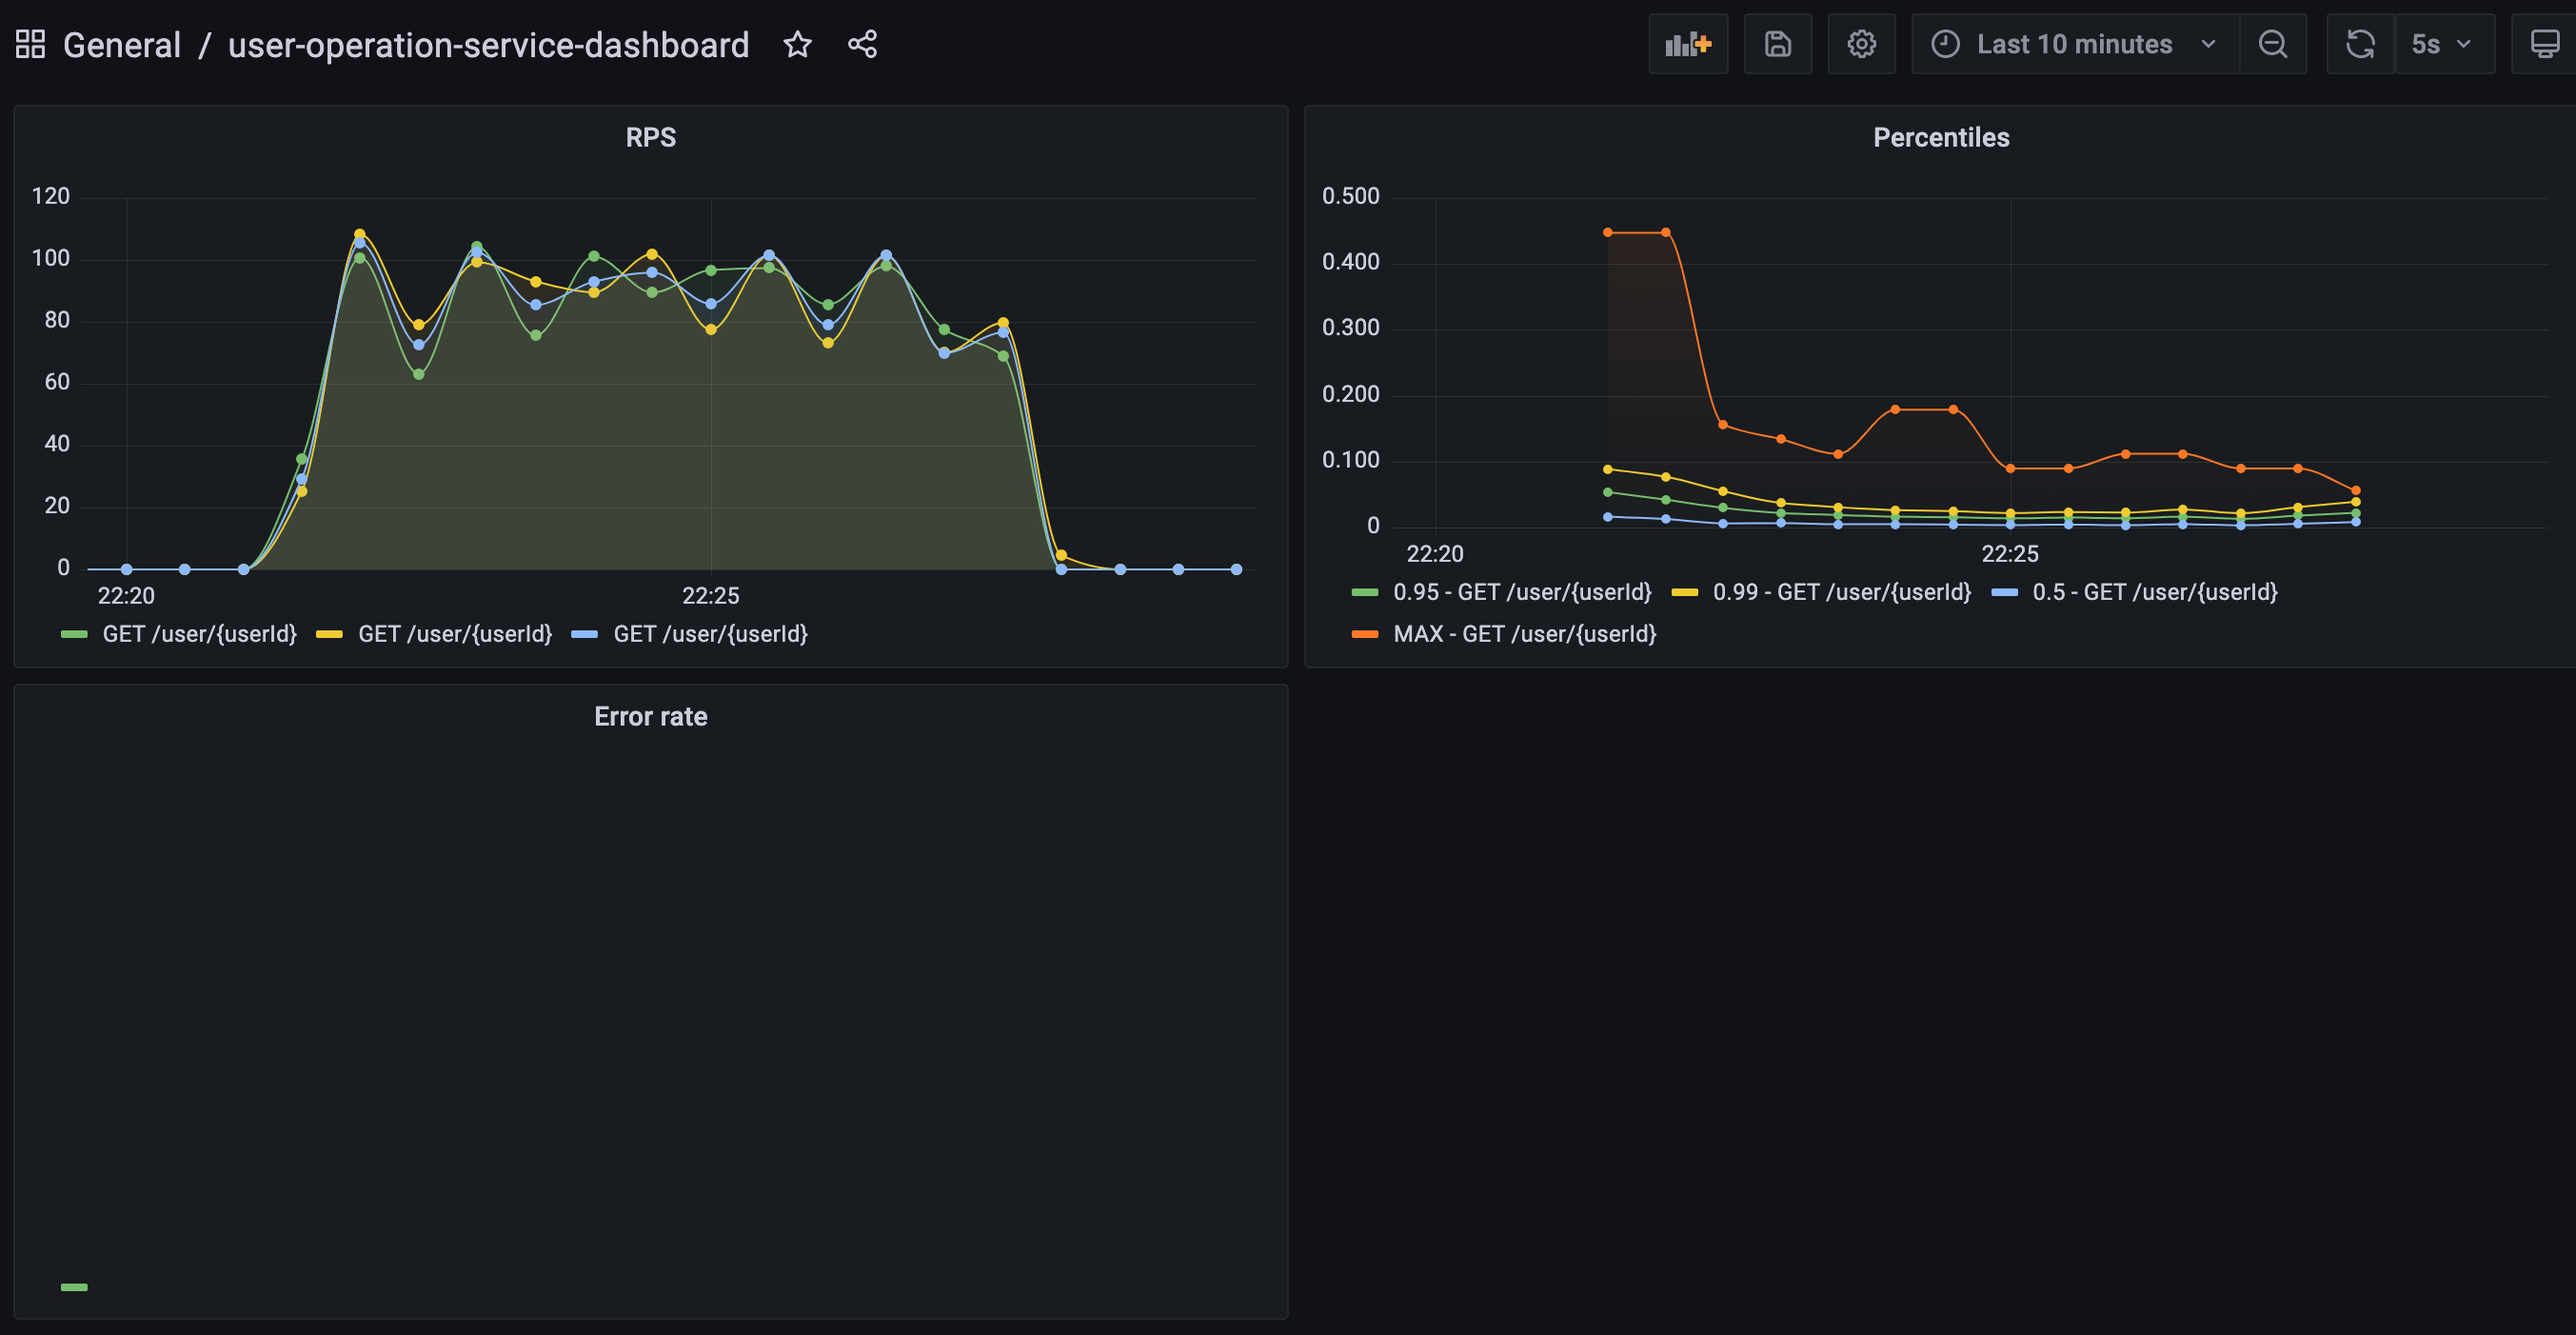 General / user-operation-service-dashboard
Last 10 minutes
5s
RPS
120
100
80
60
40
20
0
22:20 22:25
GET /user/{userId} GET /user/{userId} GET /user/{userId}
Percentiles
0.500
0.400
0.300
0.200
0.100
0
22:20 22:25
0.95 - GET /user/{userId} 0.99 - GET /user/{userId} 0.5 - GET /user/{userId}
MAX - GET /user/{userId}
Error rate